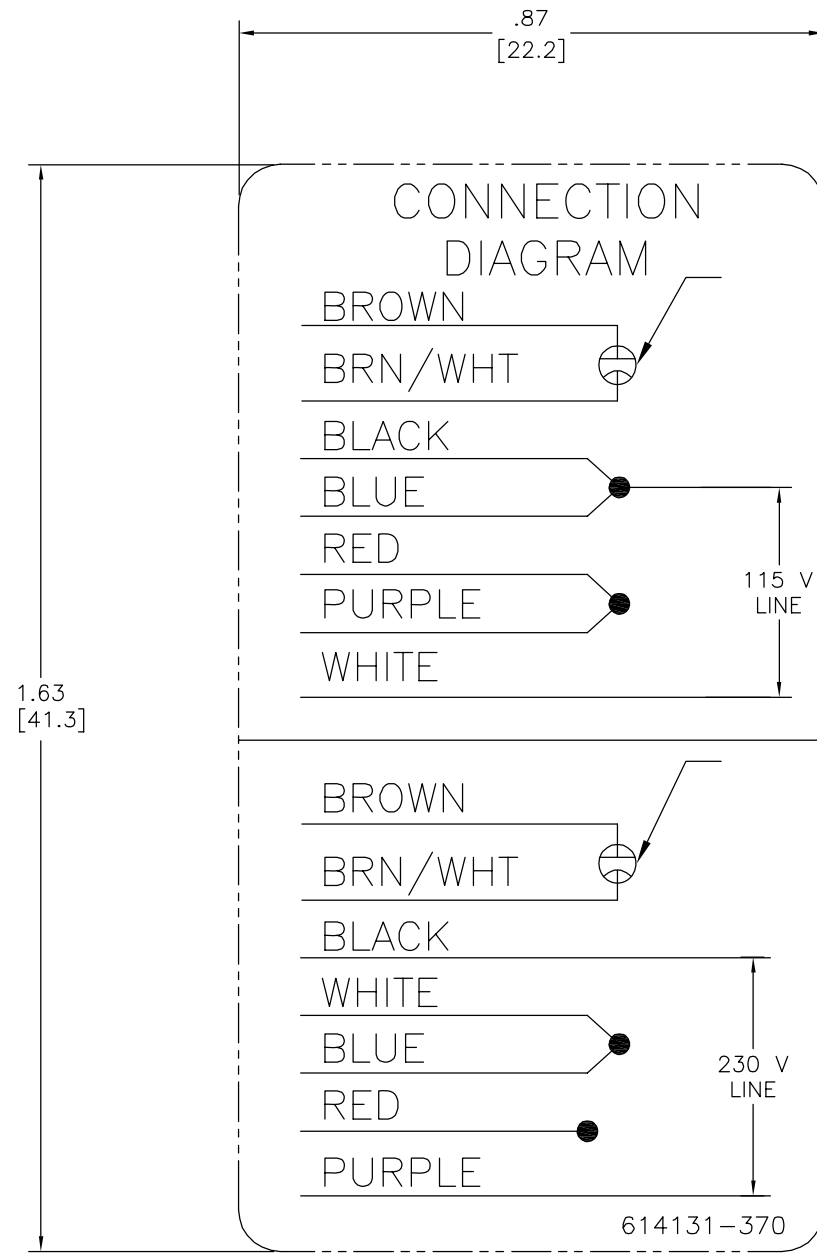 .87
[22.2]
CONNECTION
DIAGRAM
BROWN
BRN/WHT
BLACK
BLUE
RED
PURPLE
WHITE
115 V
LINE
1.63
[41.3]
BROWN
BRN/WHT
BLACK
WHITE
BLUE
RED
PURPLE
230 V
LINE
614131-370